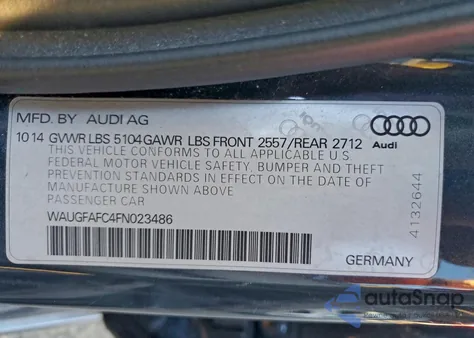 MFD. BY AUDI AG
10 14 GVWR LBS 5104 GAWR LBS FRONT 2557/REAR 2712
THIS VEHICLE CONFORMS TO ALL APPLICABLE U.S.
FEDERAL MOTOR VEHICLE SAFETY, BUMPER AND THEFT
PREVENTION STANDARDS IN EFFECT ON THE DATE OF
MANUFACTURE SHOWN ABOVE
PASSENGER CAR
WAUGFAFC4FN023486
Audi
4132644
GERMANY
autoSnap